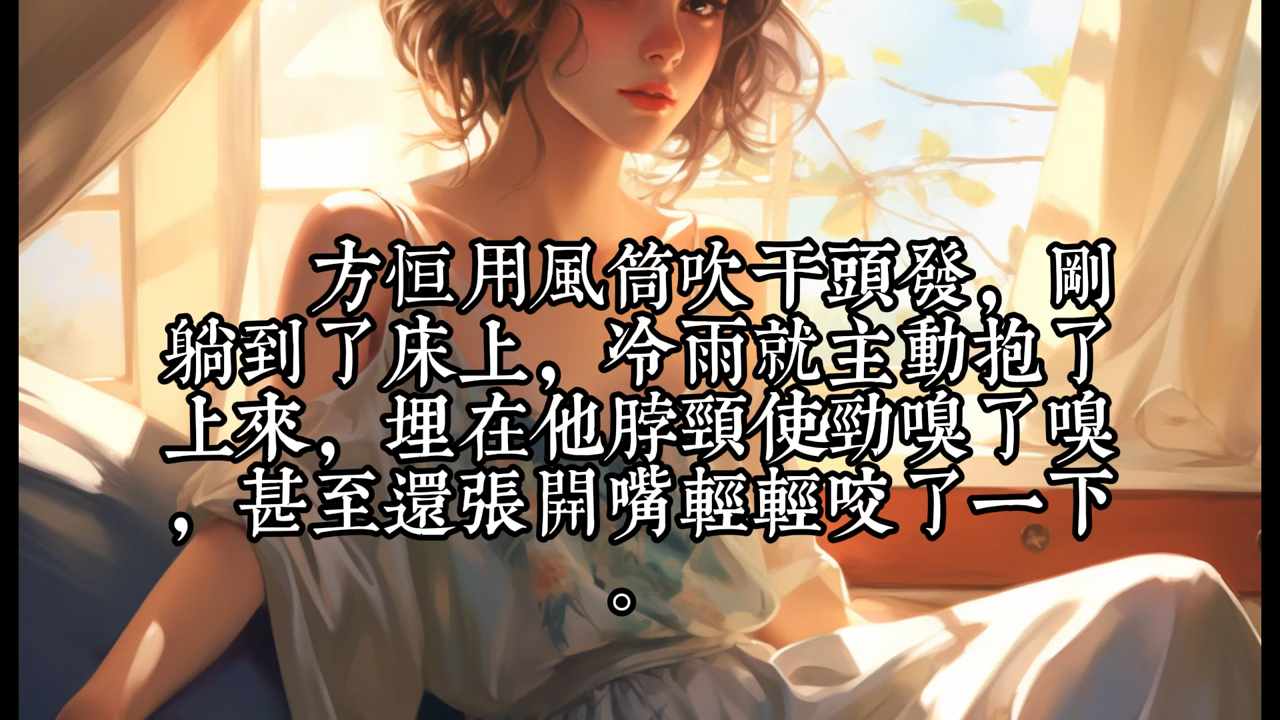 方恒用風筒吹干頭發，剛
躺到了床上，冷雨就主動抱了
上來，埋在他脖頸使勁嗅了嗅
，甚至還張開嘴輕輕咬了一下
。